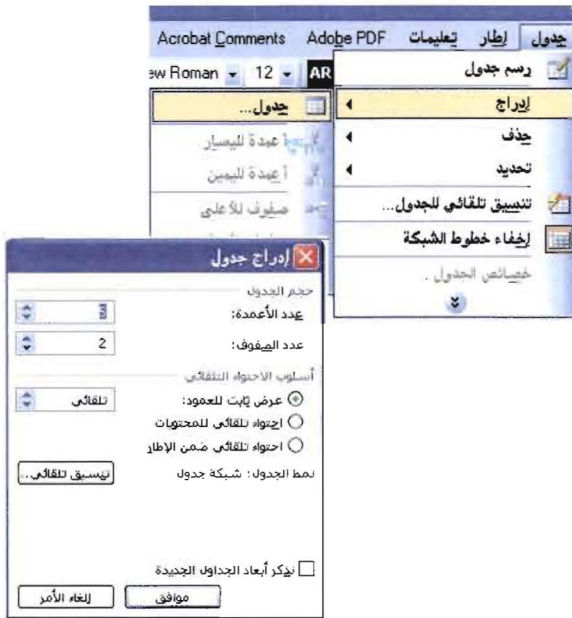 جدول إطار تعليمات Adobe PDF Acrobat Comments
ew Roman 12 AR
رسم جدول
إدراج
حذف
تحديد
تنسيق تلقائي للجدول...
إخفاء خطوط الشبكة
خصائص الجدول .
جدول...
أعمدة لليسار
أعمدة لليمين
صفوف للأعلى
إدراج جدول
حجم الجدول
عدد الأعمدة:
عدد الصفوف: 2
أسلوب الاحتواء التلقائي
عرض ثابت للعمود: تلقائي
احتواء تلقائي للمحتويات
احتواء تلقائي ضمن الإطار
نمط الجدول: شبكة جدول تنسيق تلقائي...
تذكر أبعاد الجداول الجديدة
موافق إلغاء الأمر